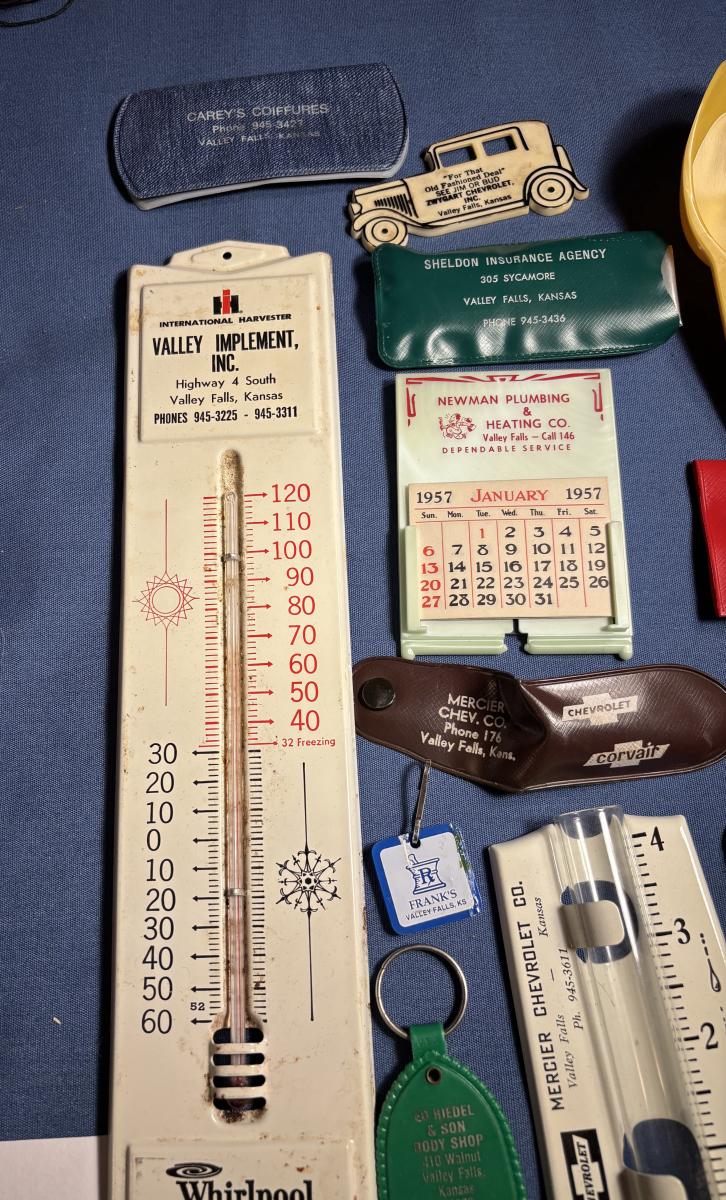 CAREY'S COIFFURES
Phone 945-3427
VALLEY FALLS, KANSAS
"For That
Old Fashioned Deal"
SEE JIM OR BUD
ZWYGART CHEVROLET,
INC.
Valley Falls, Kansas
SHELDON INSURANCE AGENCY
305 SYCAMORE
VALLEY FALLS, KANSAS
PHONE 945-3436
INTERNATIONAL HARVESTER
VALLEY IMPLEMENT,
INC.
Highway 4 South
Valley Falls, Kansas
PHONES 945-3225 - 945-3311
120
110
100
90
80
70
60
50
40
32 Freezing
30
20
10
0
10
20
30
40
50
52
60
Whirlpool
NEWMAN PLUMBING
&
HEATING CO.
Valley Falls – Call 146
DEPENDABLE SERVICE
1957 JANUARY 1957
Sun. Mon. Tue. Wed. Thu. Fri. Sat.
1 2 3 4 5
6 7 8 9 10 11 12
13 14 15 16 17 18 19
20 21 22 23 24 25 26
27 28 29 30 31
MERCIER
CHEV. CO.
Phone 176
Valley Falls, Kans.
CHEVROLET
corvair
RX
FRANK'S
VALLEY FALLS, KS
MERCIER CHEVROLET CO.
Valley Falls — Kansas
Ph. 945-3611
CHEVROLET
4
3
2
ED RIEDEL
& SON
BODY SHOP
410 Walnut
Valley Falls,
Kansas